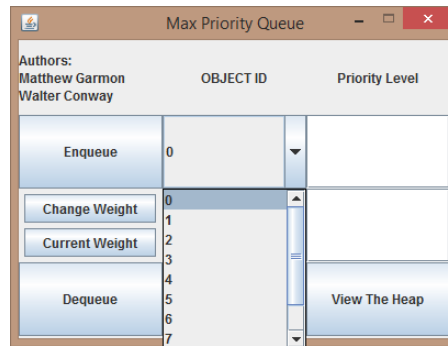 Max Priority Queue
Authors:
Matthew Garmon
Walter Conway
OBJECT ID
Priority Level
Enqueue
0
Change Weight
Current Weight
Dequeue
0
1
2
3
4
5
6
7
View The Heap